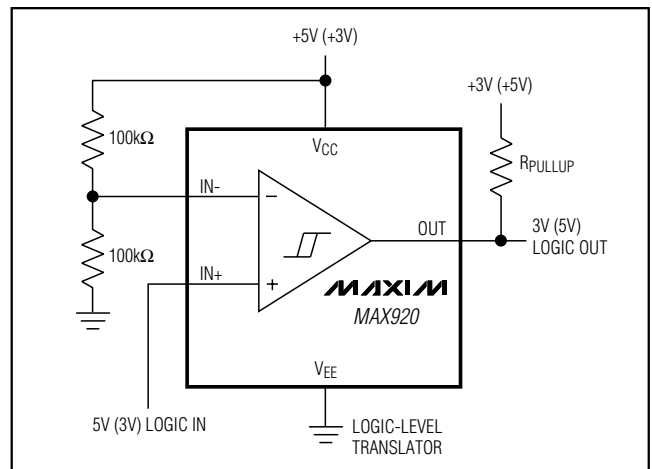 +5V (+3V)
+3V (+5V)
100kΩ
VCC
RPULLUP
IN-
−
OUT
3V (5V)
LOGIC OUT
100kΩ
IN+
+
MAXIM
MAX920
VEE
5V (3V) LOGIC IN
LOGIC-LEVEL
TRANSLATOR